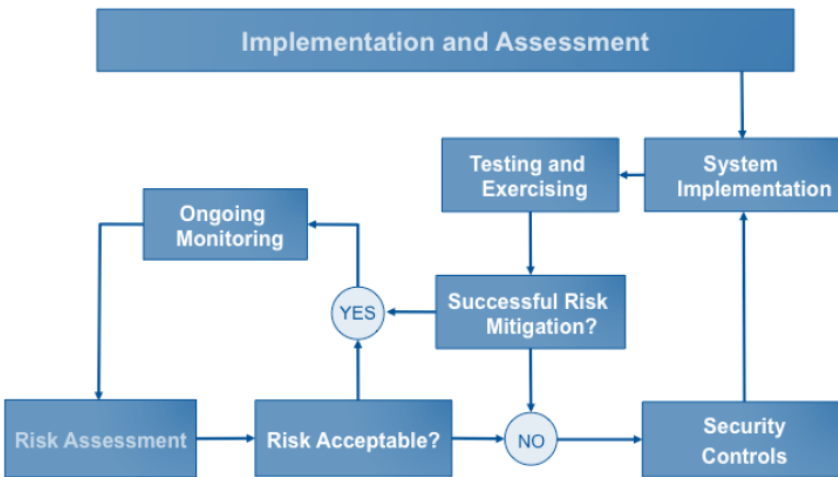 Implementation and Assessment
Testing and
Exercising
System
Implementation
Ongoing
Monitoring
Successful Risk
Mitigation?
YES
Risk Assessment
Risk Acceptable?
NO
Security
Controls